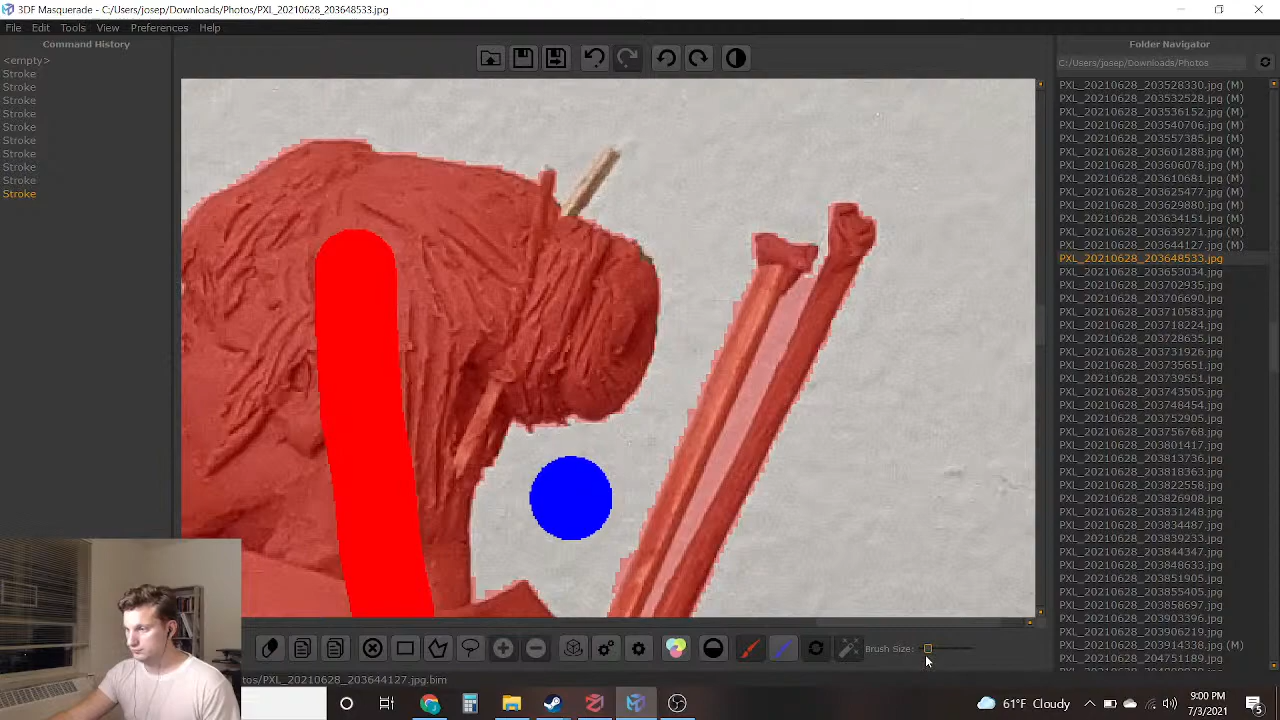 3DF Masquerade - C:/Users/josep/Downloads/Photos/PXL_20210628_203648533.jpg
File Edit Tools View Preferences Help
Command History
<empty>
Stroke
Stroke
Stroke
Stroke
Stroke
Stroke
Stroke
Stroke
Stroke
Stroke
Folder Navigator
C:/Users/josep/Downloads/Photos
PXL_20210628_203528330.jpg (M)
PXL_20210628_203532528.jpg (M)
PXL_20210628_203536152.jpg (M)
PXL_20210628_203540706.jpg (M)
PXL_20210628_203557385.jpg (M)
PXL_20210628_203601288.jpg (M)
PXL_20210628_203606078.jpg (M)
PXL_20210628_203610681.jpg (M)
PXL_20210628_203625477.jpg (M)
PXL_20210628_203629880.jpg (M)
PXL_20210628_203634151.jpg (M)
PXL_20210628_203639271.jpg (M)
PXL_20210628_203644127.jpg (M)
PXL_20210628_203648533.jpg
PXL_20210628_203653034.jpg
PXL_20210628_203702935.jpg
PXL_20210628_203706690.jpg
PXL_20210628_203710583.jpg
PXL_20210628_203718224.jpg
PXL_20210628_203728635.jpg
PXL_20210628_203731926.jpg
PXL_20210628_203735651.jpg
PXL_20210628_203739551.jpg
PXL_20210628_203743505.jpg
PXL_20210628_203748454.jpg
PXL_20210628_203752905.jpg
PXL_20210628_203756768.jpg
PXL_20210628_203801417.jpg
PXL_20210628_203813736.jpg
PXL_20210628_203818363.jpg
PXL_20210628_203822558.jpg
PXL_20210628_203826908.jpg
PXL_20210628_203831248.jpg
PXL_20210628_203834487.jpg
PXL_20210628_203839233.jpg
PXL_20210628_203844347.jpg
PXL_20210628_203848633.jpg
PXL_20210628_203851905.jpg
PXL_20210628_203855405.jpg
PXL_20210628_203858697.jpg
PXL_20210628_203903396.jpg
PXL_20210628_203906219.jpg
PXL_20210628_203914338.jpg (M)
PXL_20210628_204751189.jpg
Brush Size:
tos/PXL_20210628_203644127.jpg.bim
61°F Cloudy
9:00 PM
7/3/2021
5